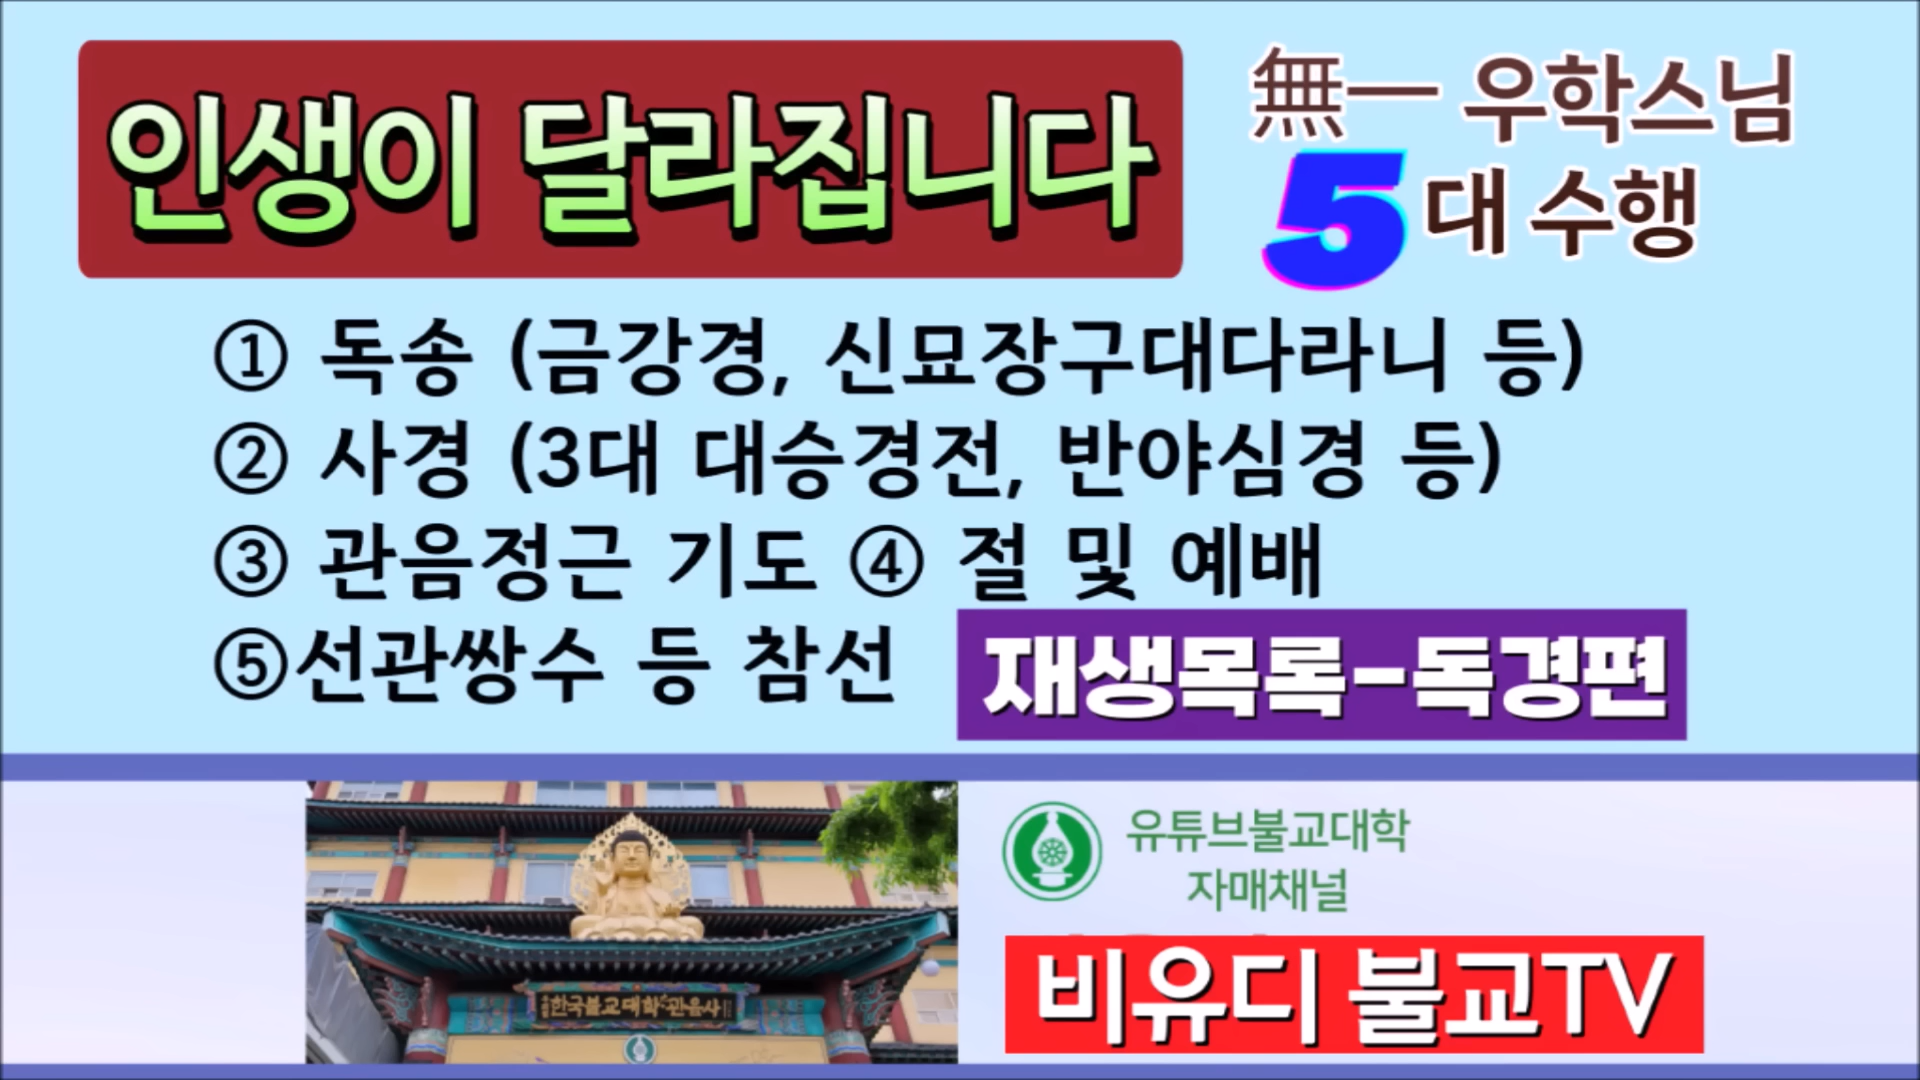 인생이 달라집니다
無一 우학스님
5대 수행
① 독송 (금강경, 신묘장구대다라니 등)
② 사경 (3대 대승경전, 반야심경 등)
③ 관음정근 기도 ④ 절 및 예배
⑤선관쌍수 등 참선
재생목록-독경편
한국불교대학 관음사
유튜브불교대학
자매채널
비유디 불교TV